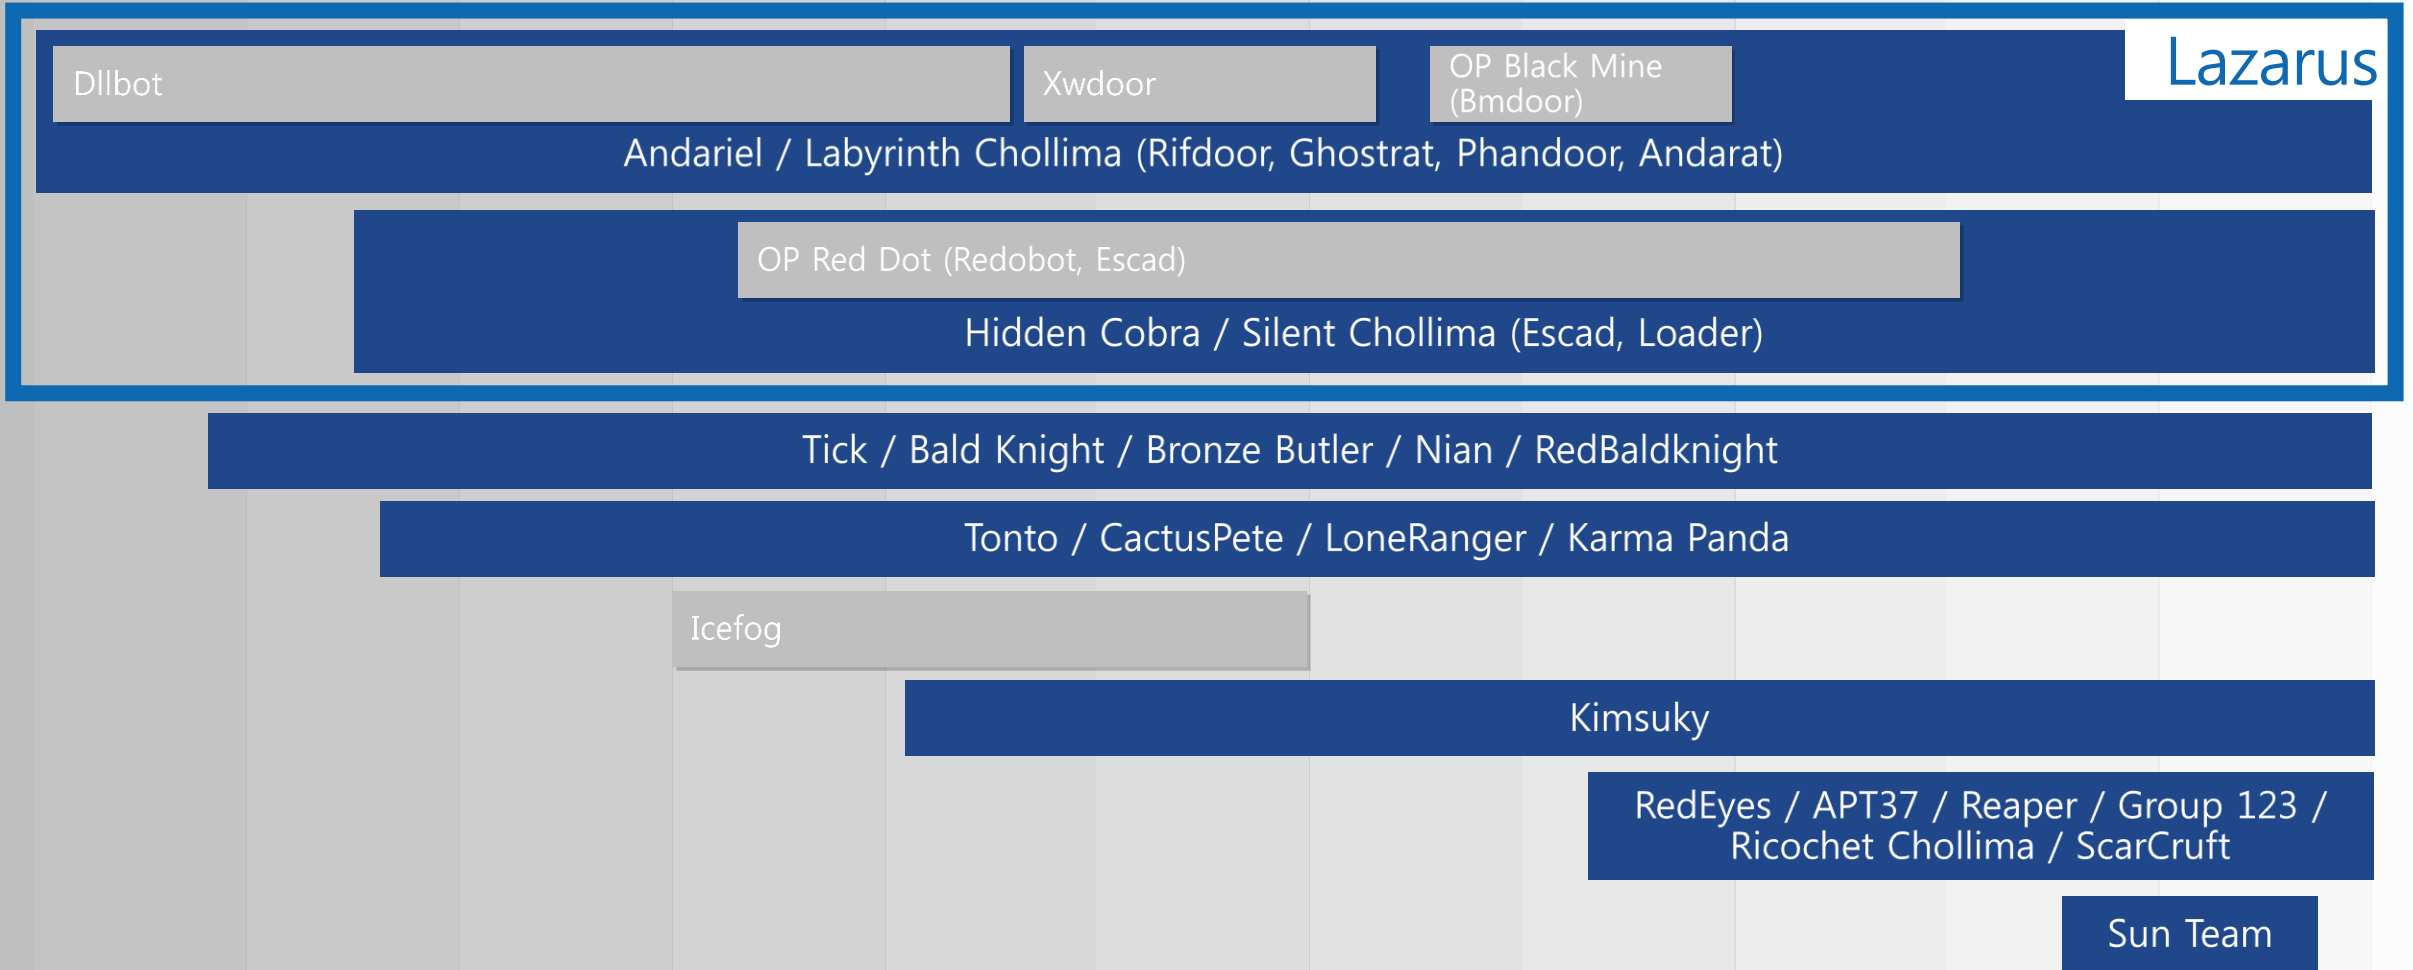 Lazarus
Dllbot
Xwdoor
OP Black Mine
(Bmdoor)
Andariel / Labyrinth Chollima (Rifdoor, Ghostrat, Phandoor, Andarat)
OP Red Dot (Redobot, Escad)
Hidden Cobra / Silent Chollima (Escad, Loader)
Tick / Bald Knight / Bronze Butler / Nian / RedBaldknight
Tonto / CactusPete / LoneRanger / Karma Panda
Icefog
Kimsuky
RedEyes / APT37 / Reaper / Group 123 /
Ricochet Chollima / ScarCruft
Sun Team